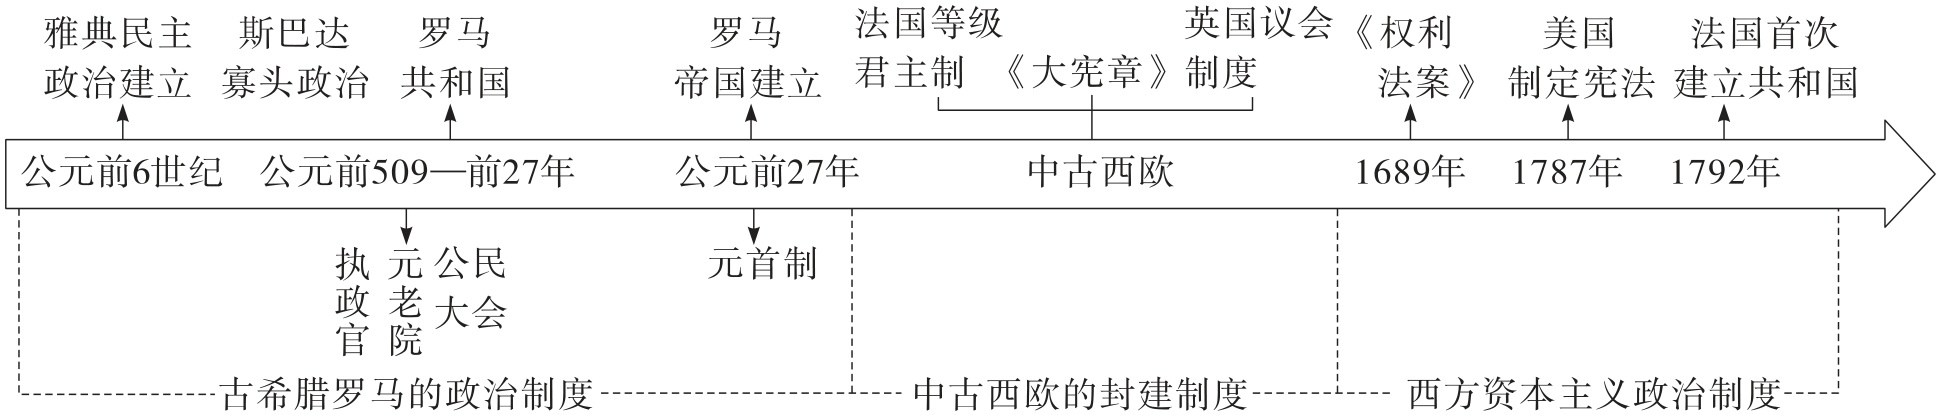 雅典民主
政治建立
斯巴达
寡头政治
罗马
共和国
罗马
帝国建立
法国等级
君主制
《大宪章》
英国议会
制度
《权利
法案》
美国
制定宪法
法国首次
建立共和国
公元前6世纪
公元前509—前27年
公元前27年
中古西欧
1689年
1787年
1792年
执政官
元老院
公民
大会
元首制
古希腊罗马的政治制度
中古西欧的封建制度
西方资本主义政治制度